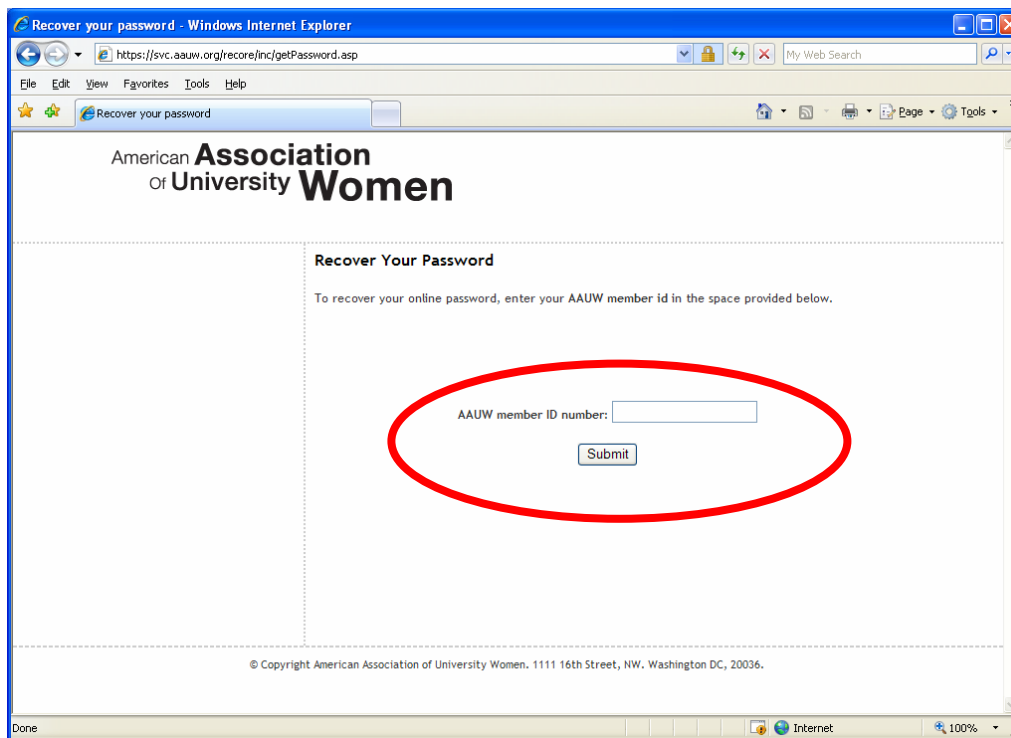 Recover your password - Windows Internet Explorer
https://svc.aauw.org/recore/inc/getPassword.asp
My Web Search
File Edit View Favorites Tools Help
Recover your password
Page Tools
American Association
Of University Women
Recover Your Password
To recover your online password, enter your AAUW member id in the space provided below.
AAUW member ID number:
Submit
© Copyright American Association of University Women. 1111 16th Street, NW. Washington DC, 20036.
Done
Internet
100%